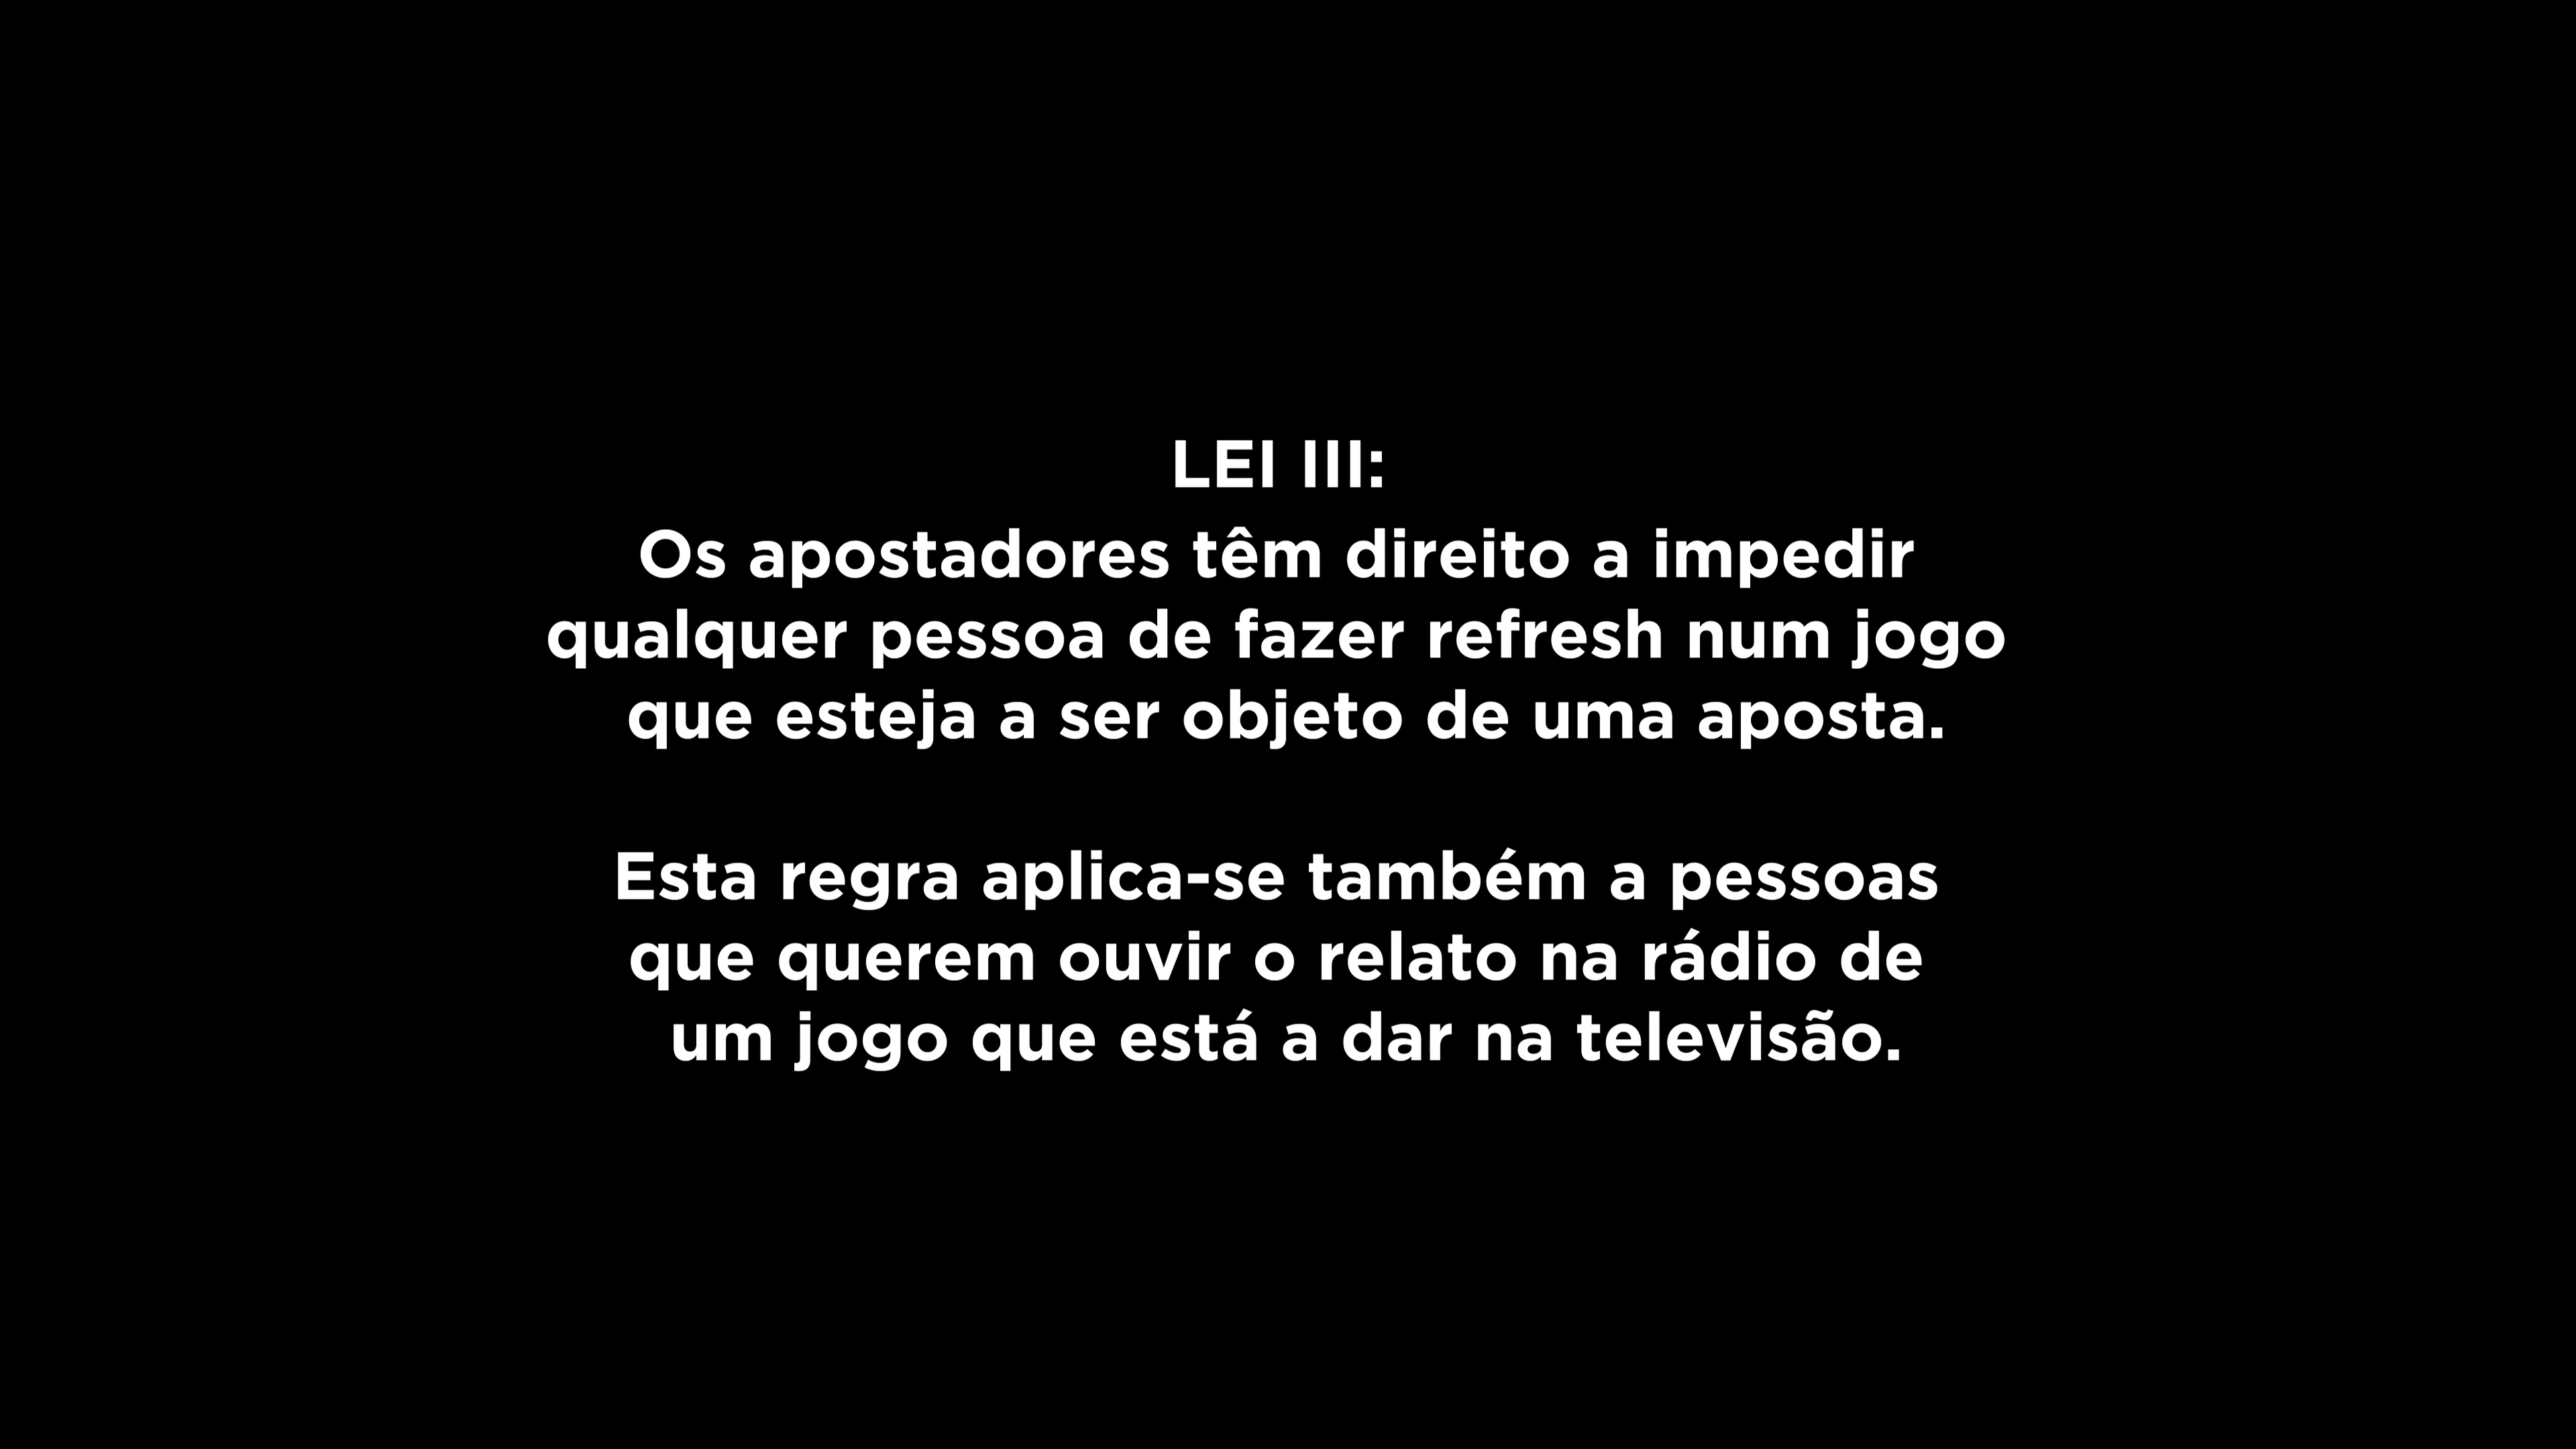 LEI III:
Os apostadores têm direito a impedir
qualquer pessoa de fazer refresh num jogo
que esteja a ser objeto de uma aposta.
Esta regra aplica-se também a pessoas
que querem ouvir o relato na rádio de
um jogo que está a dar na televisão.